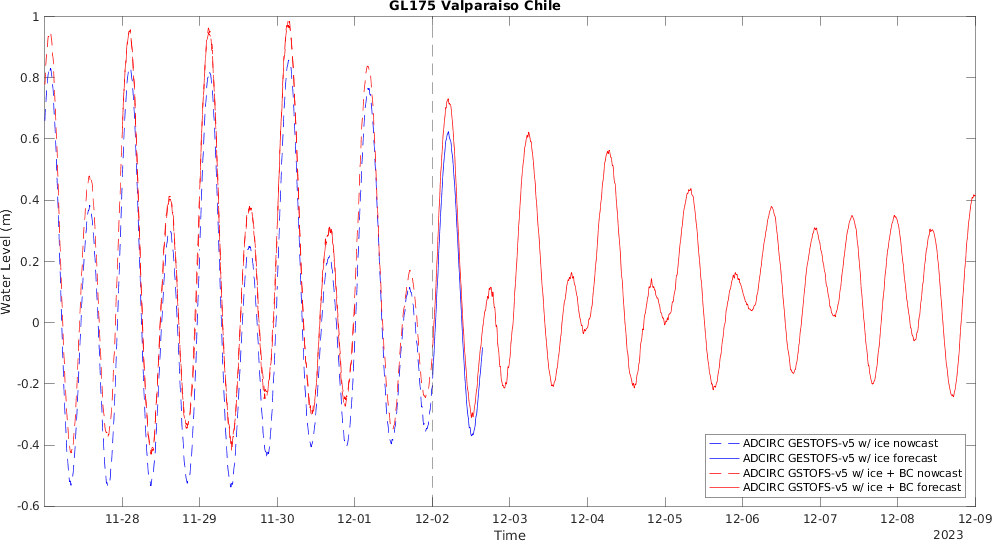 GL175 Valparaiso Chile
1
0.8
0.6
0.4
0.2
0
-0.2
-0.4
-0.6
Water Level (m)
ADCIRC GESTOFS-v5 w/ ice nowcast
ADCIRC GESTOFS-v5 w/ ice forecast
ADCIRC GSTOFS-v5 w/ ice + BC nowcast
ADCIRC GSTOFS-v5 w/ ice + BC forecast
11-28 11-29 11-30 12-01 12-02 12-03 12-04 12-05 12-06 12-07 12-08 12-09
Time
2023